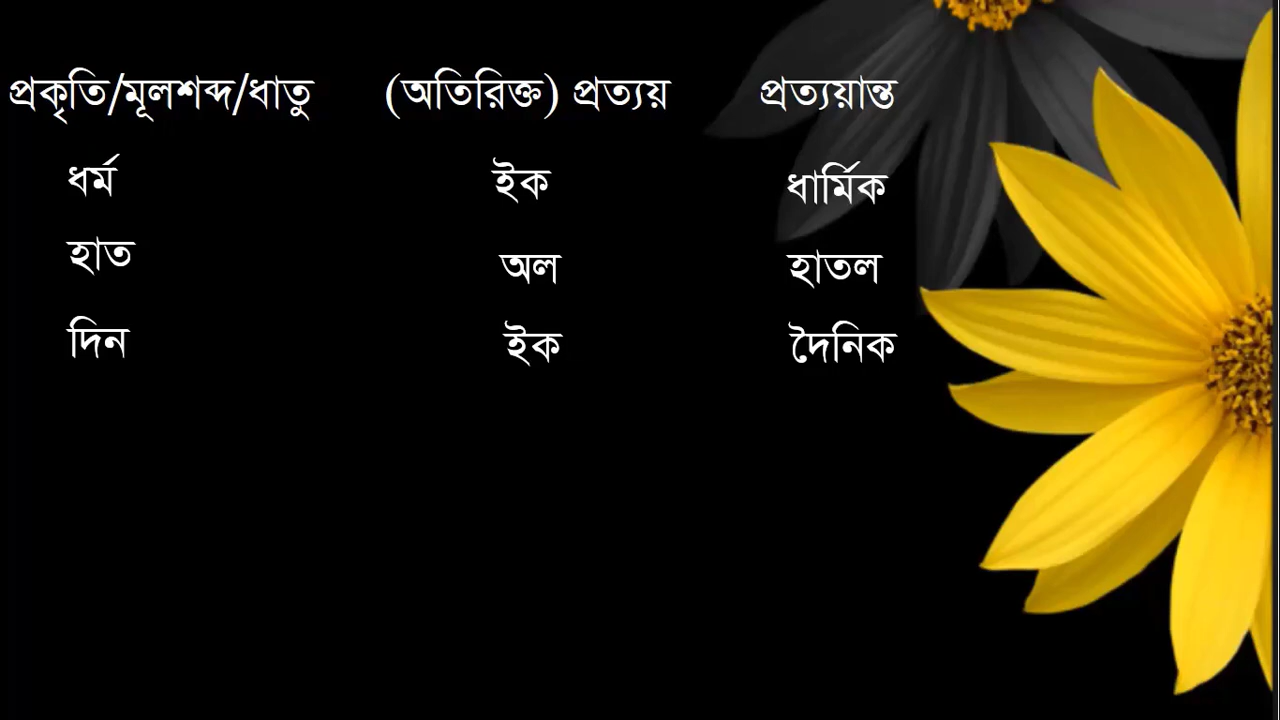 প্রকৃতি/মূলশব্দ/ধাতু (অতিরিক্ত) প্রত্যয় প্রত্যয়ান্ত
ধর্ম ইক ধার্মিক
হাত অল হাতল
দিন ইক দৈনিক